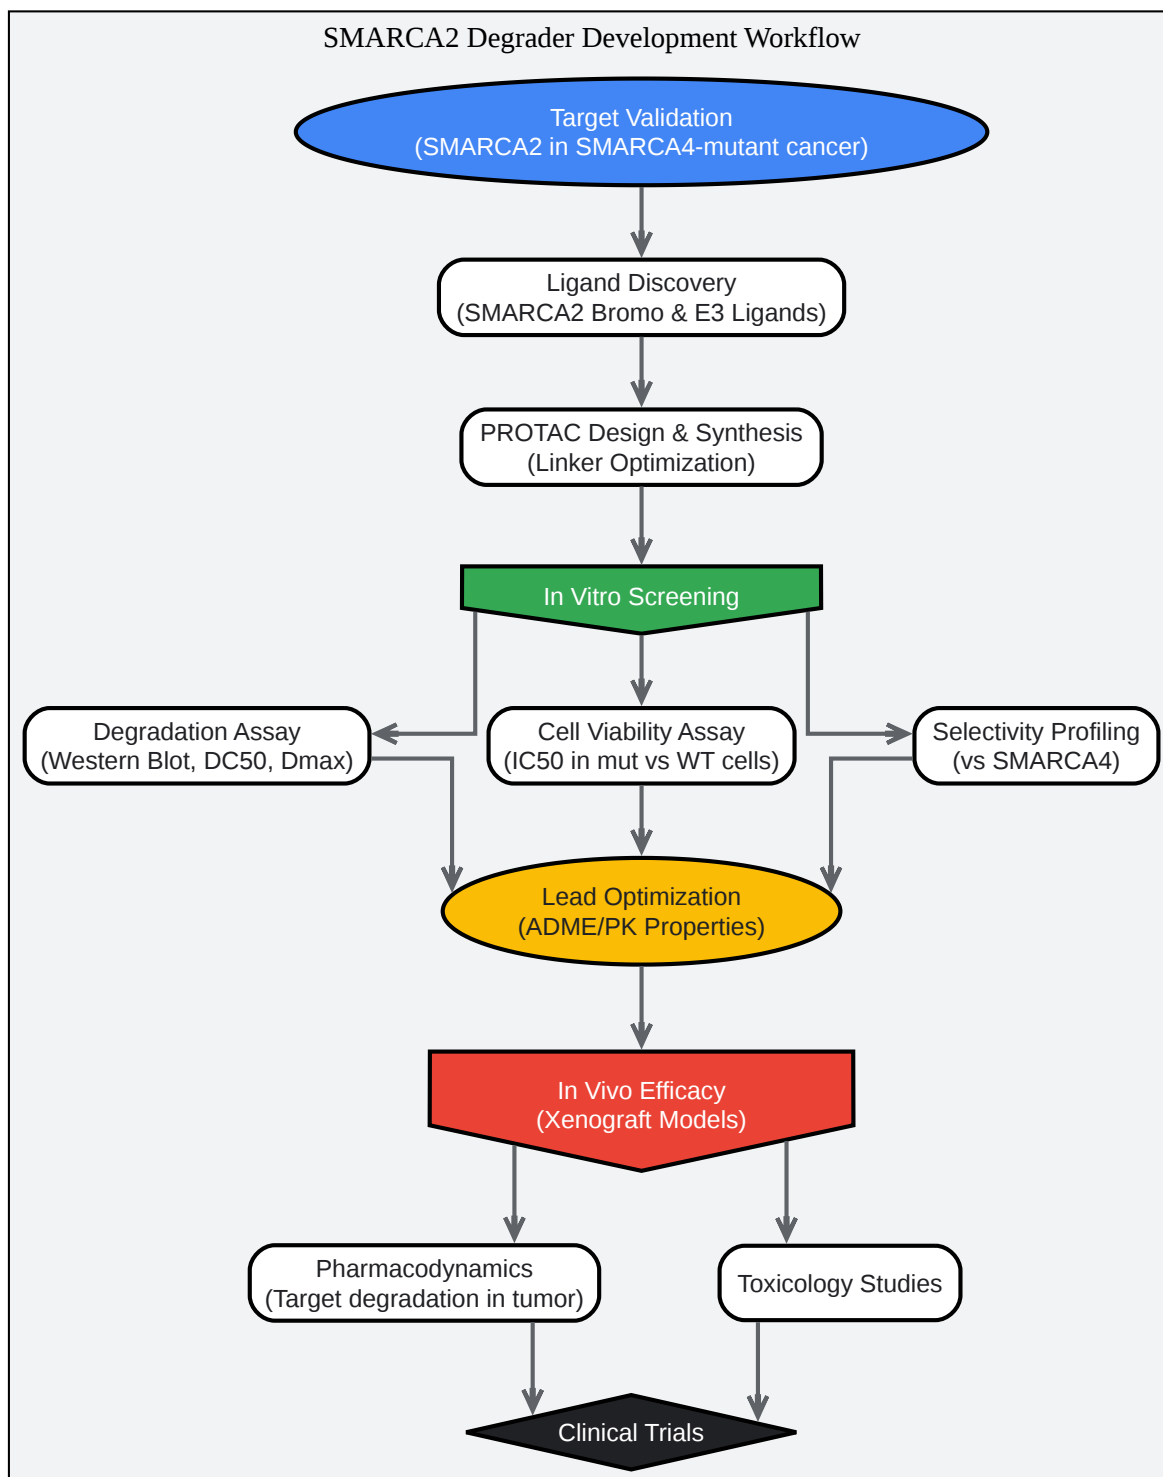 SMARCA2 Degrader Development Workflow
Target Validation
(SMARCA2 in SMARCA4-mutant cancer)
Ligand Discovery
(SMARCA2 Bromo & E3 Ligands)
PROTAC Design & Synthesis
(Linker Optimization)
In Vitro Screening
Degradation Assay
(Western Blot, DC50, Dmax)
Cell Viability Assay
(IC50 in mut vs WT cells)
Selectivity Profiling
(vs SMARCA4)
Lead Optimization
(ADME/PK Properties)
In Vivo Efficacy
(Xenograft Models)
Pharmacodynamics
(Target degradation in tumor)
Toxicology Studies
Clinical Trials